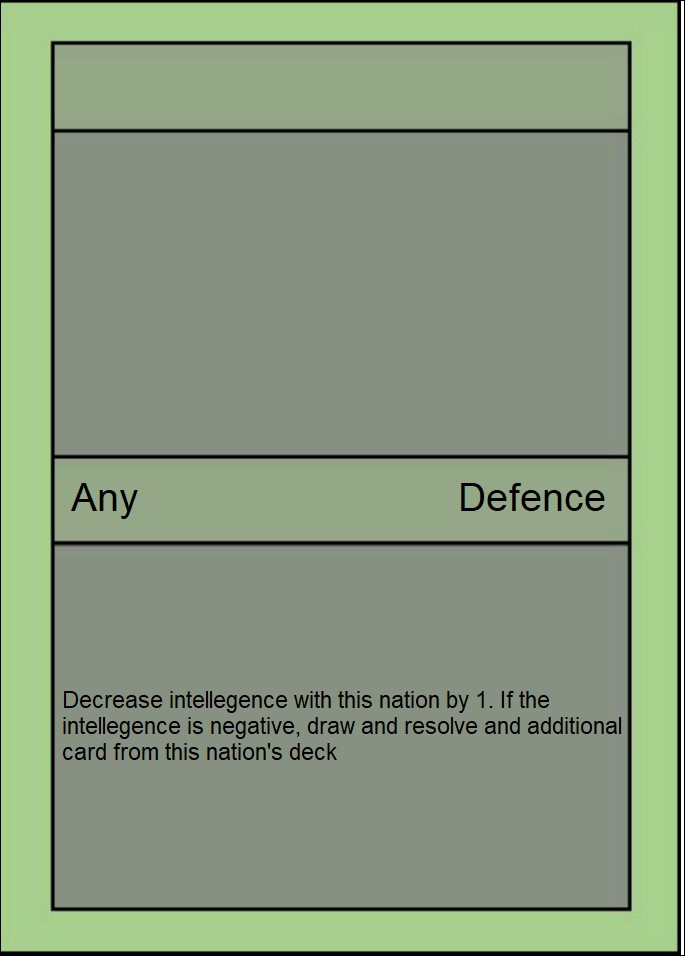 Any Defence
Decrease intellegence with this nation by 1. If the
intellegence is negative, draw and resolve and additional
card from this nation's deck